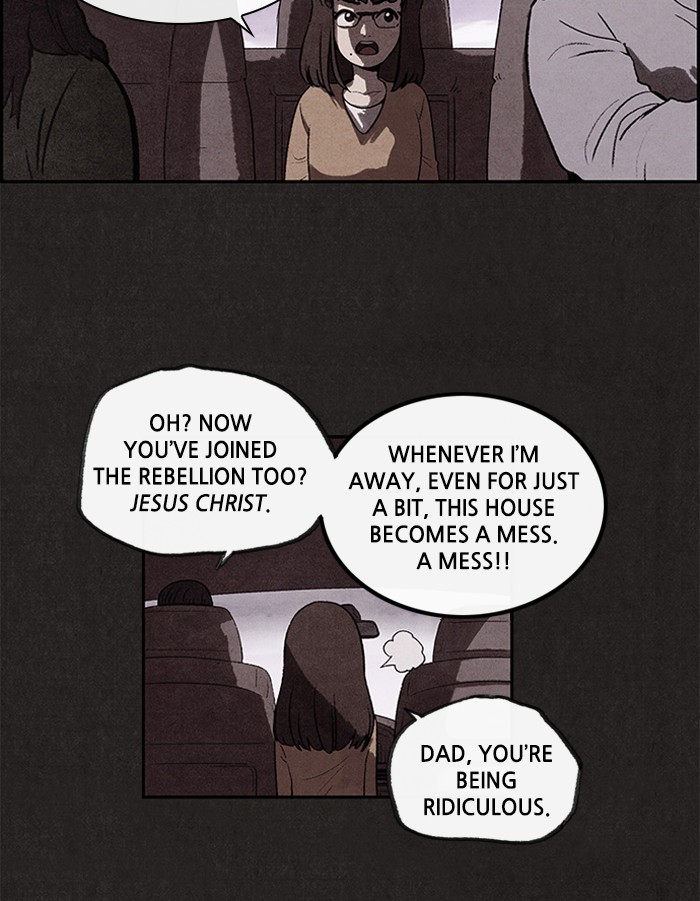 OH? NOW
YOU'VE JOINED
THE REBELLION TOO?
JESUS CHRIST.
WHENEVER I'M
AWAY, EVEN FOR JUST
A BIT, THIS HOUSE
BECOMES A MESS.
A MESS!!
DAD, YOU'RE
BEING
RIDICULOUS.